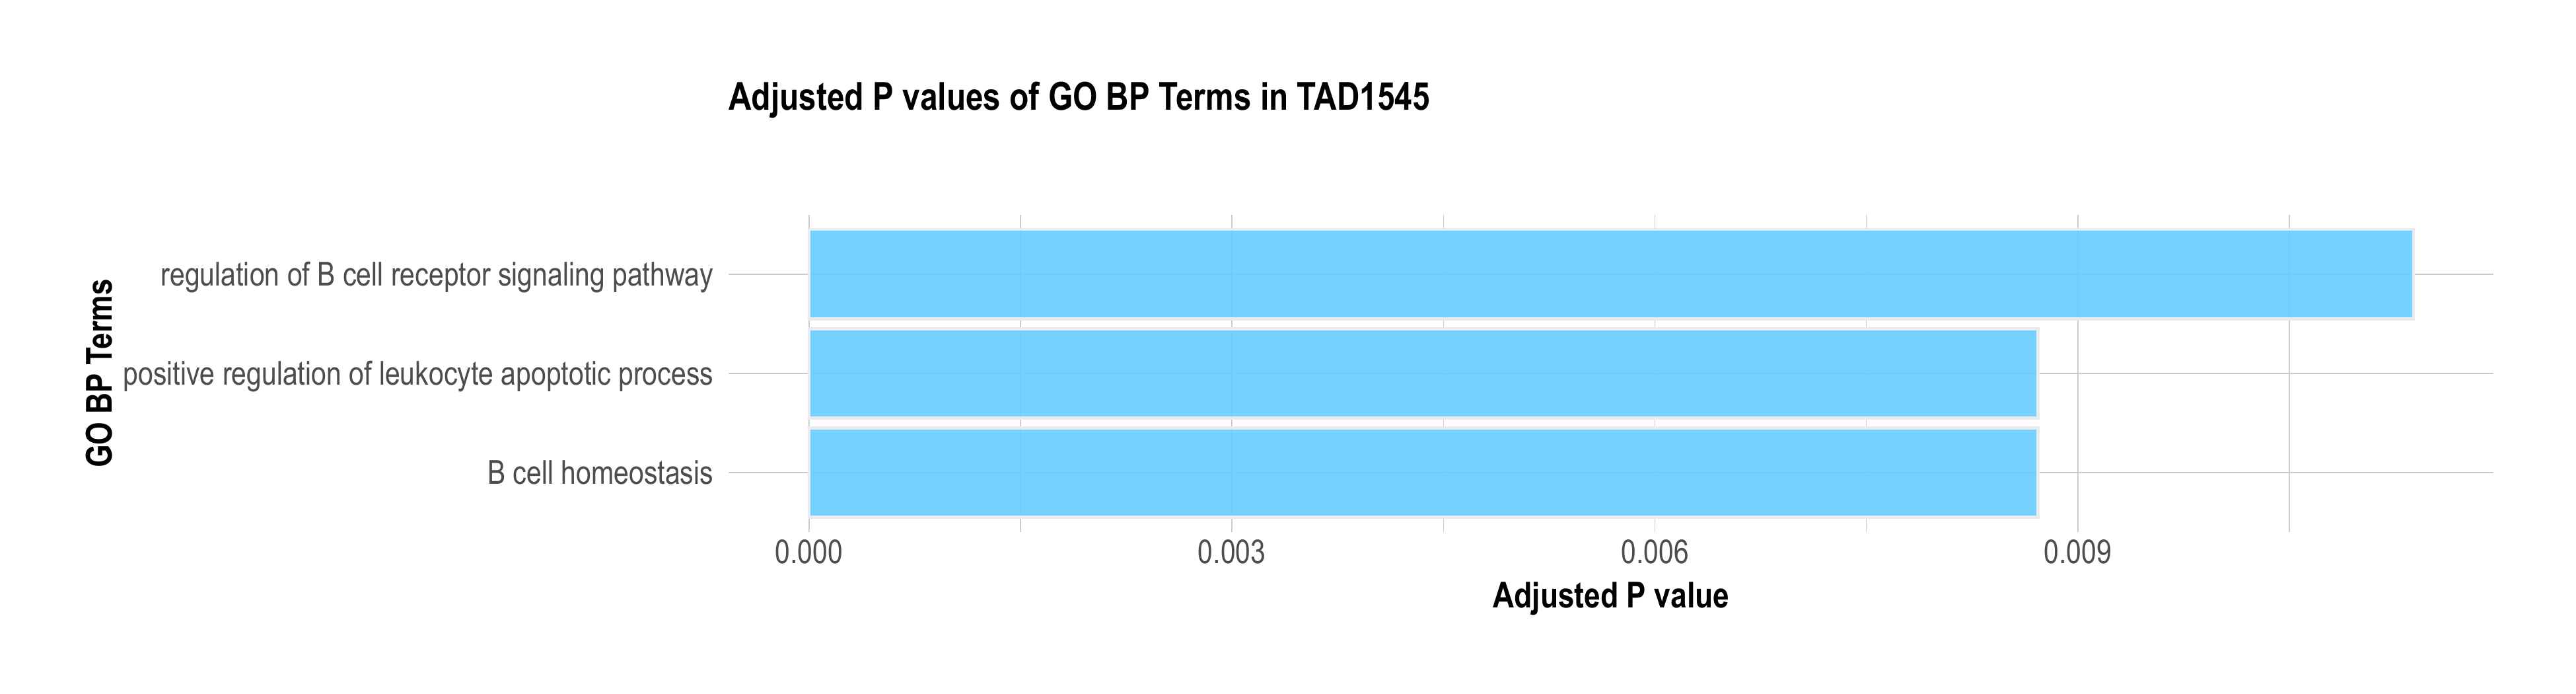 Adjusted P values of GO BP Terms in TAD1545
GO BP Terms
regulation of B cell receptor signaling pathway
positive regulation of leukocyte apoptotic process
B cell homeostasis
0.000 0.003 0.006 0.009
Adjusted P value